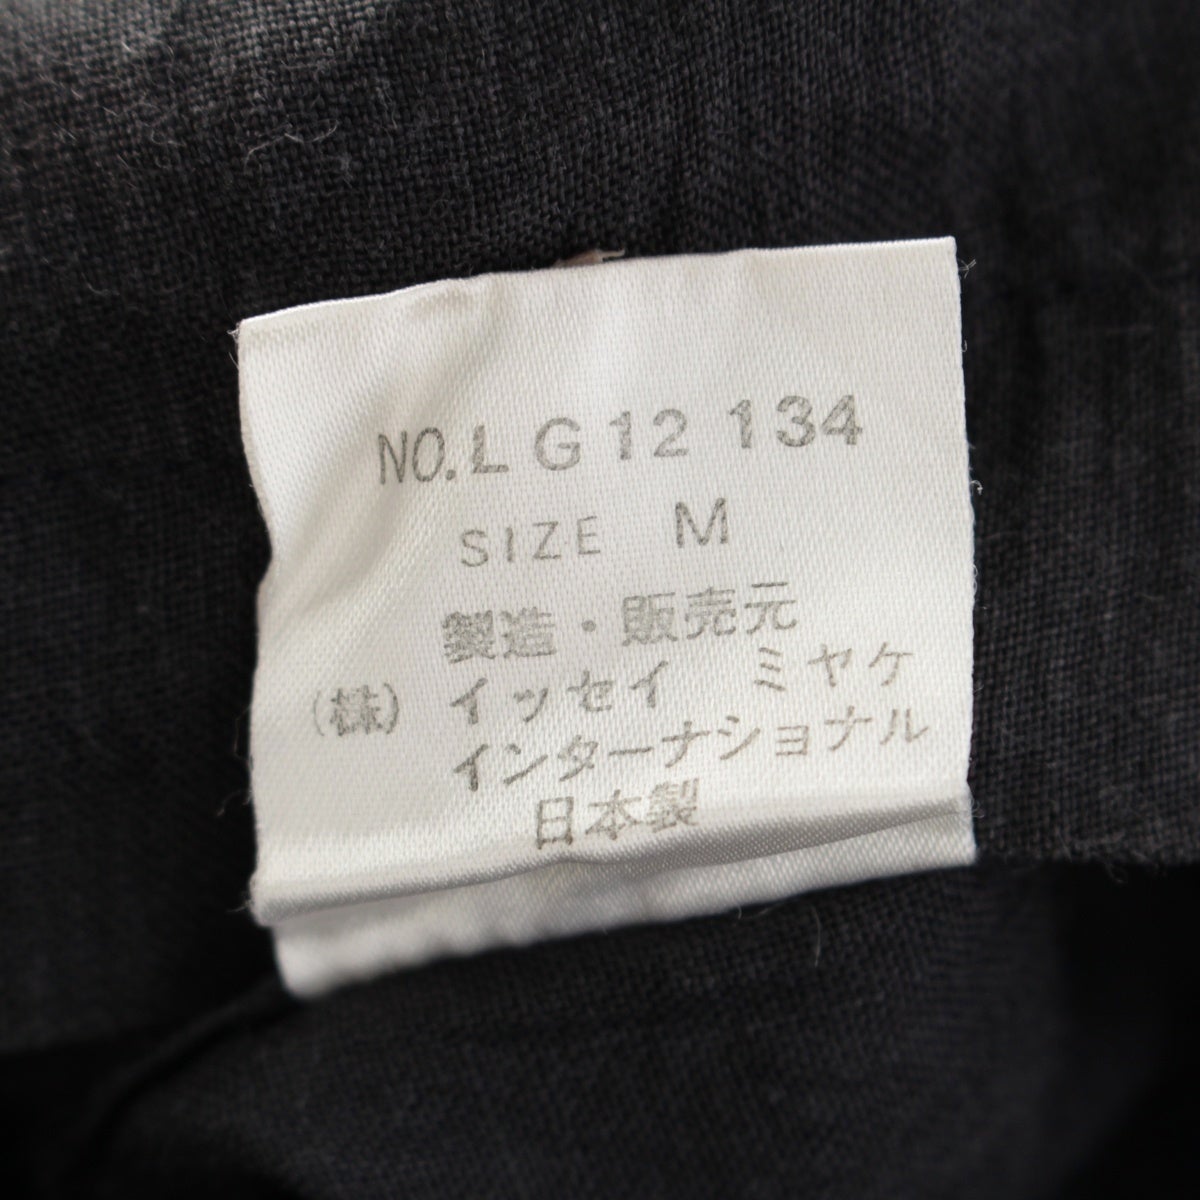 NO.LG12 134
SIZE M
製造・販売元
(株) イッセイ ミヤケ
インターナショナル
日本製